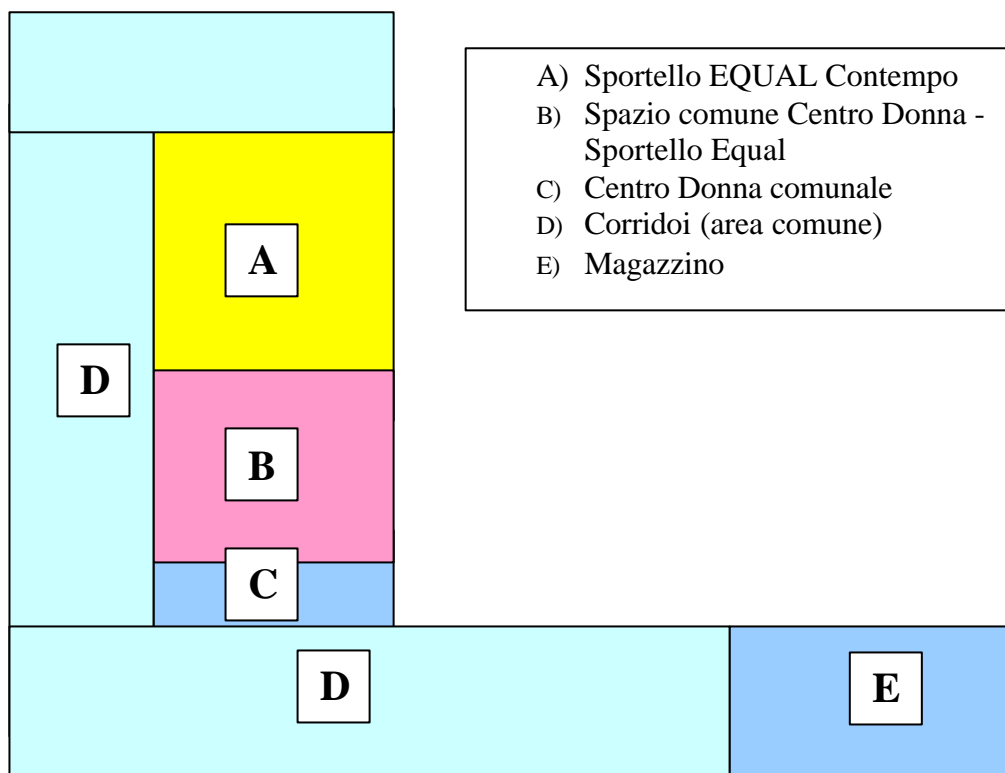 A) Sportello EQUAL Contempo
B) Spazio comune Centro Donna -
Sportello Equal
C) Centro Donna comunale
D) Corridoi (area comune)
E) Magazzino
A
D
B
C
D
E